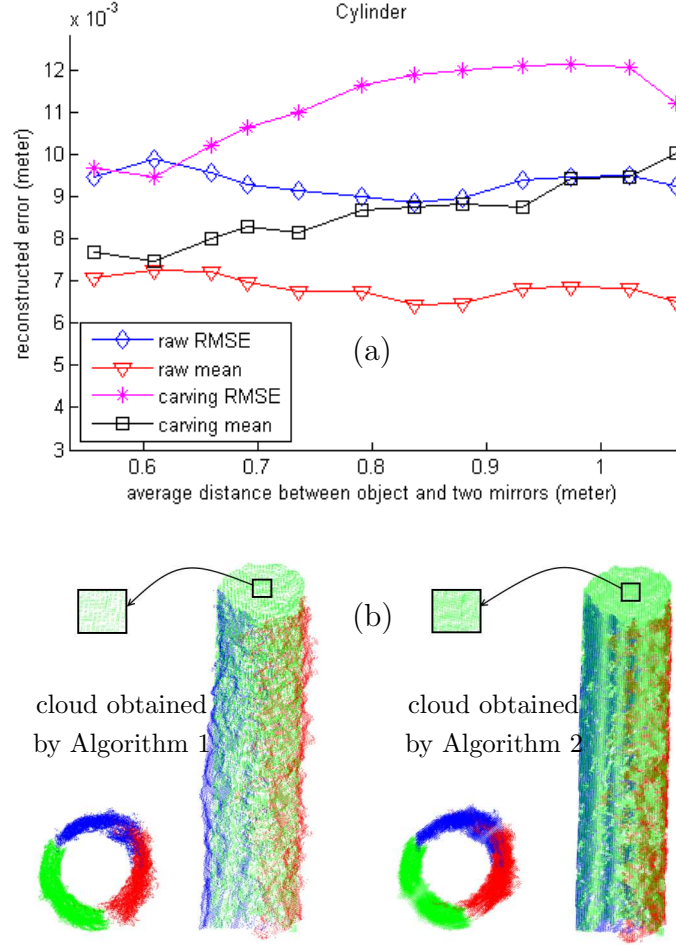 Cylinder
x 10⁻³
12
11
10
9
8
7
6
5
4
3
reconstructed error (meter)
raw RMSE
raw mean
carving RMSE
carving mean
(a)
0.6 0.7 0.8 0.9 1
average distance between object and two mirrors (meter)
(b)
cloud obtained
by Algorithm 1
cloud obtained
by Algorithm 2